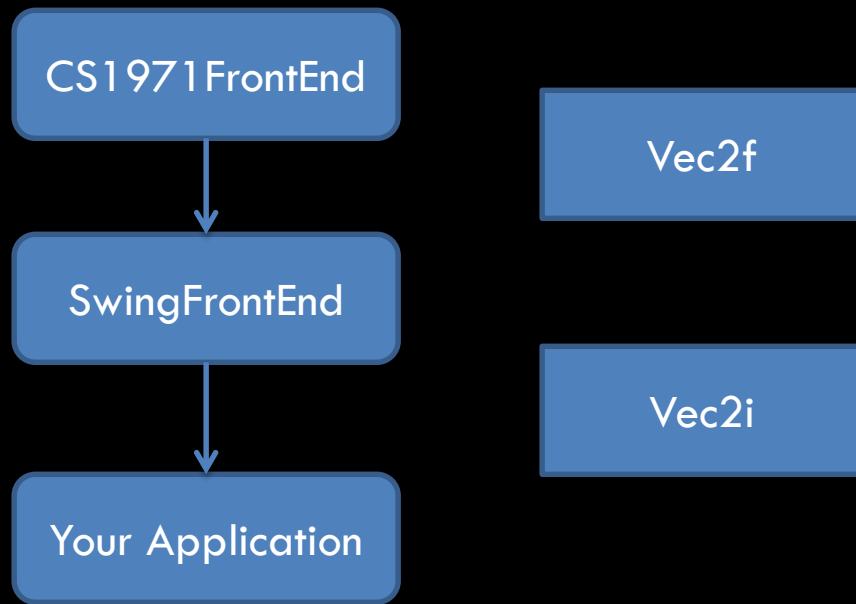 CS1971FrontEnd
SwingFrontEnd
Your Application
Vec2f
Vec2i